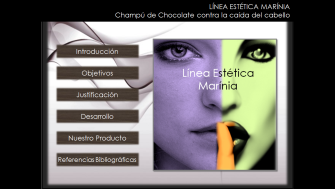 LÍNEA ESTÉTICA MARÍNIA
Champú de Chocolate contra la caída del cabello
Introducción
Objetivos
Justificación
Desarrollo
Nuestro Producto
Referencias Bibliográficas
Línea Estética
Marínia